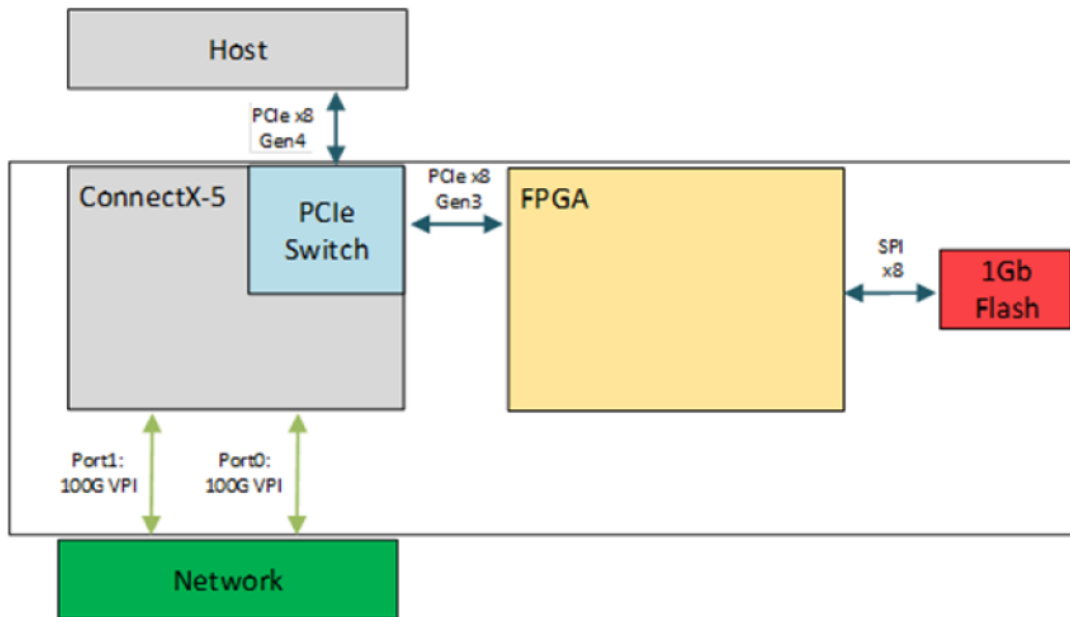 Host
PCIe x8
Gen4
ConnectX-5
PCIe
Switch
PCIe x8
Gen3
FPGA
SPI
x8
1Gb
Flash
Port1:
100G VPI
Port0:
100G VPI
Network